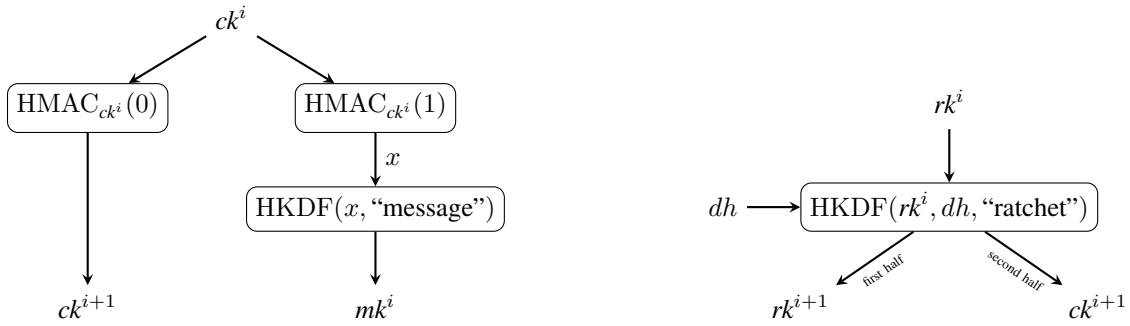 ck^i
HMAC_{ck^i}(0)
HMAC_{ck^i}(1)
x
HKDF(x, “message”)
ck^{i+1}
mk^i
rk^i
dh
HKDF(rk^i, dh, “ratchet”)
first half
second half
rk^{i+1}
ck^{i+1}